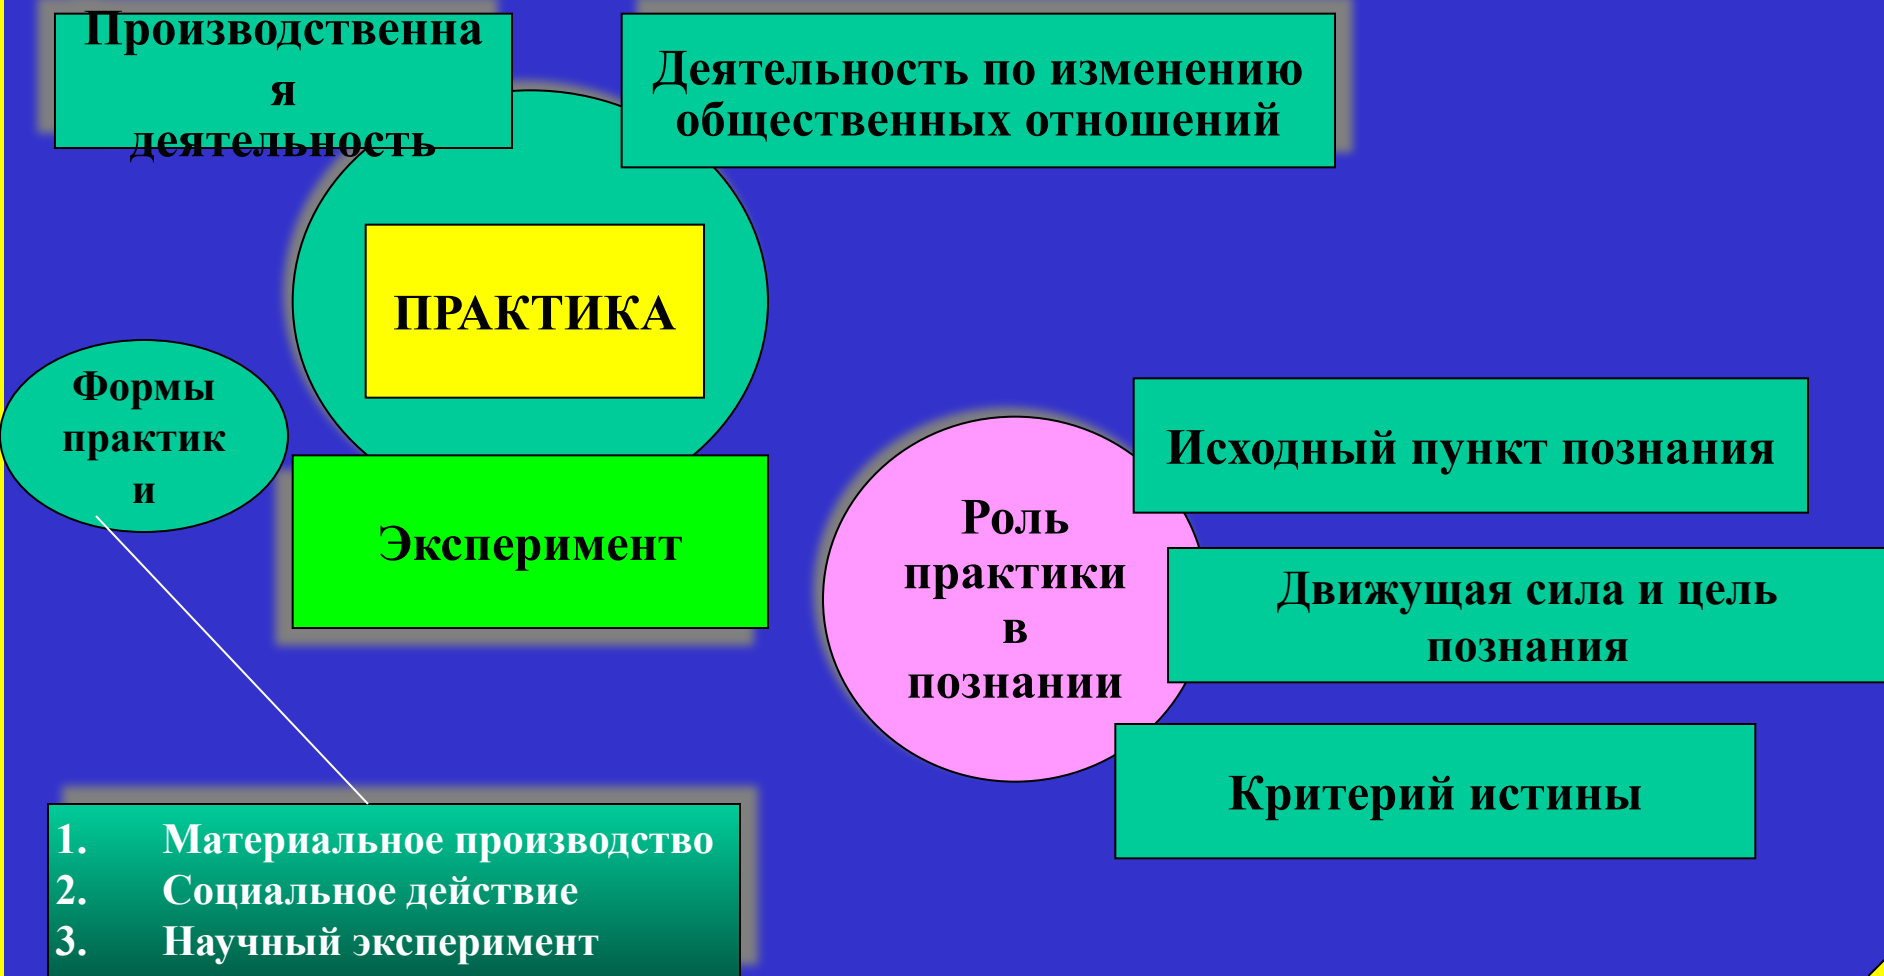 Производственна
я
деятельность
Деятельность по изменению
общественных отношений
ПРАКТИКА
Формы
практик
и
Эксперимент
Роль
практики
в
познании
Исходный пункт познания
Движущая сила и цель
познания
Критерий истины
1. Материальное производство
2. Социальное действие
3. Научный эксперимент